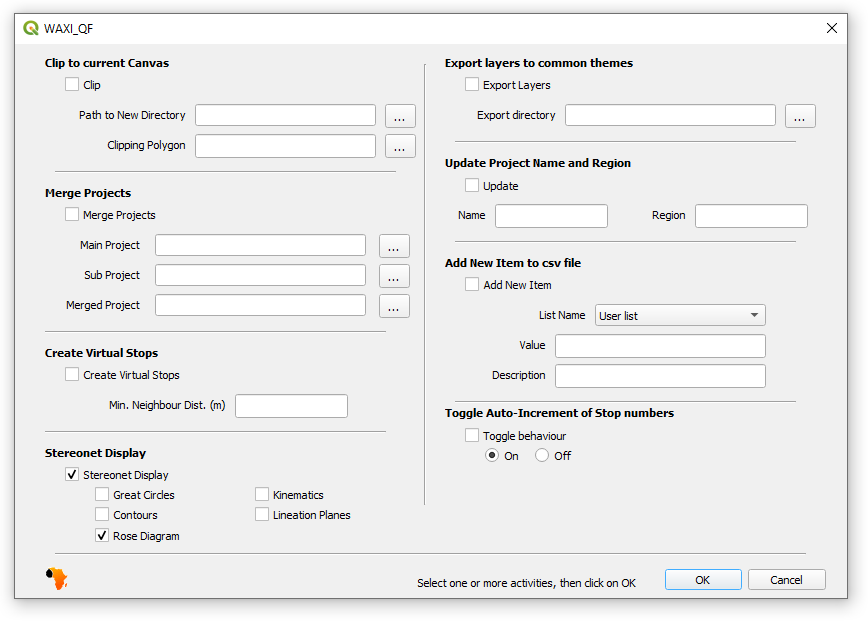 WAXI_QF
Clip to current Canvas
Clip
Path to New Directory
...
Clipping Polygon
...
Merge Projects
Merge Projects
Main Project
...
Sub Project
...
Merged Project
...
Create Virtual Stops
Create Virtual Stops
Min. Neighbour Dist. (m)
Stereonet Display
Stereonet Display
Great Circles
Kinematics
Contours
Lineation Planes
Rose Diagram
Export layers to common themes
Export Layers
Export directory
...
Update Project Name and Region
Update
Name
Region
Add New Item to csv file
Add New Item
List Name
User list
Value
Description
Toggle Auto-Increment of Stop numbers
Toggle behaviour
On
Off
Select one or more activities, then click on OK
OK
Cancel